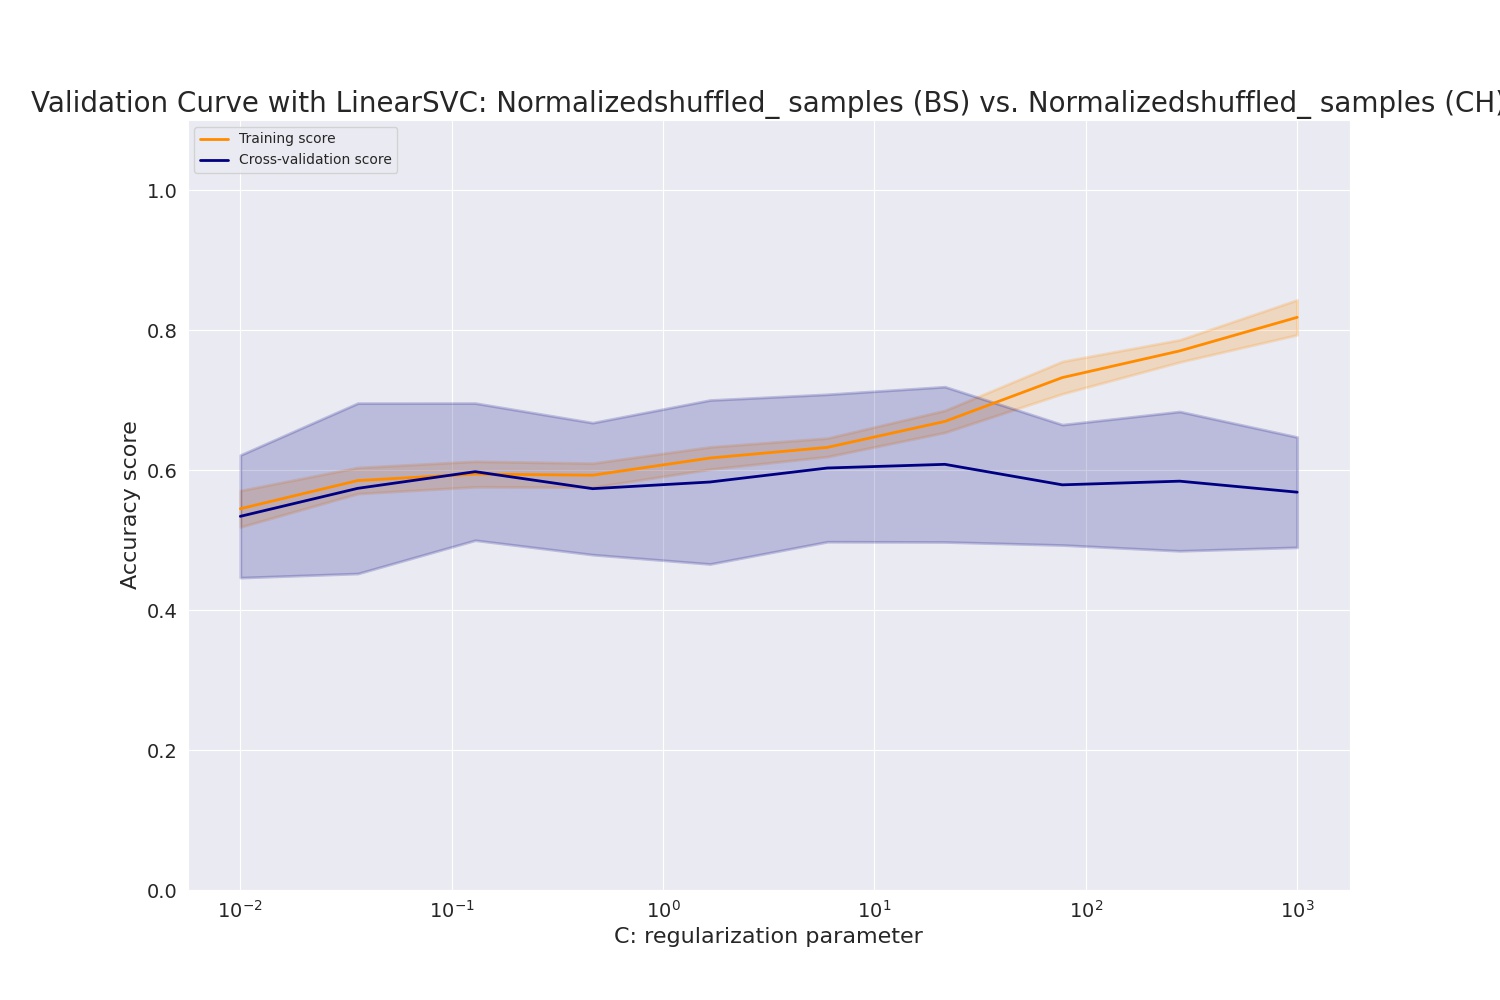 Validation Curve with LinearSVC: Normalizedshuffled_ samples (BS) vs. Normalizedshuffled_ samples (CH)
Training score
Cross-validation score
1.0
0.8
0.6
0.4
0.2
0.0
Accuracy score
10⁻² 10⁻¹ 10⁰ 10¹ 10² 10³
C: regularization parameter